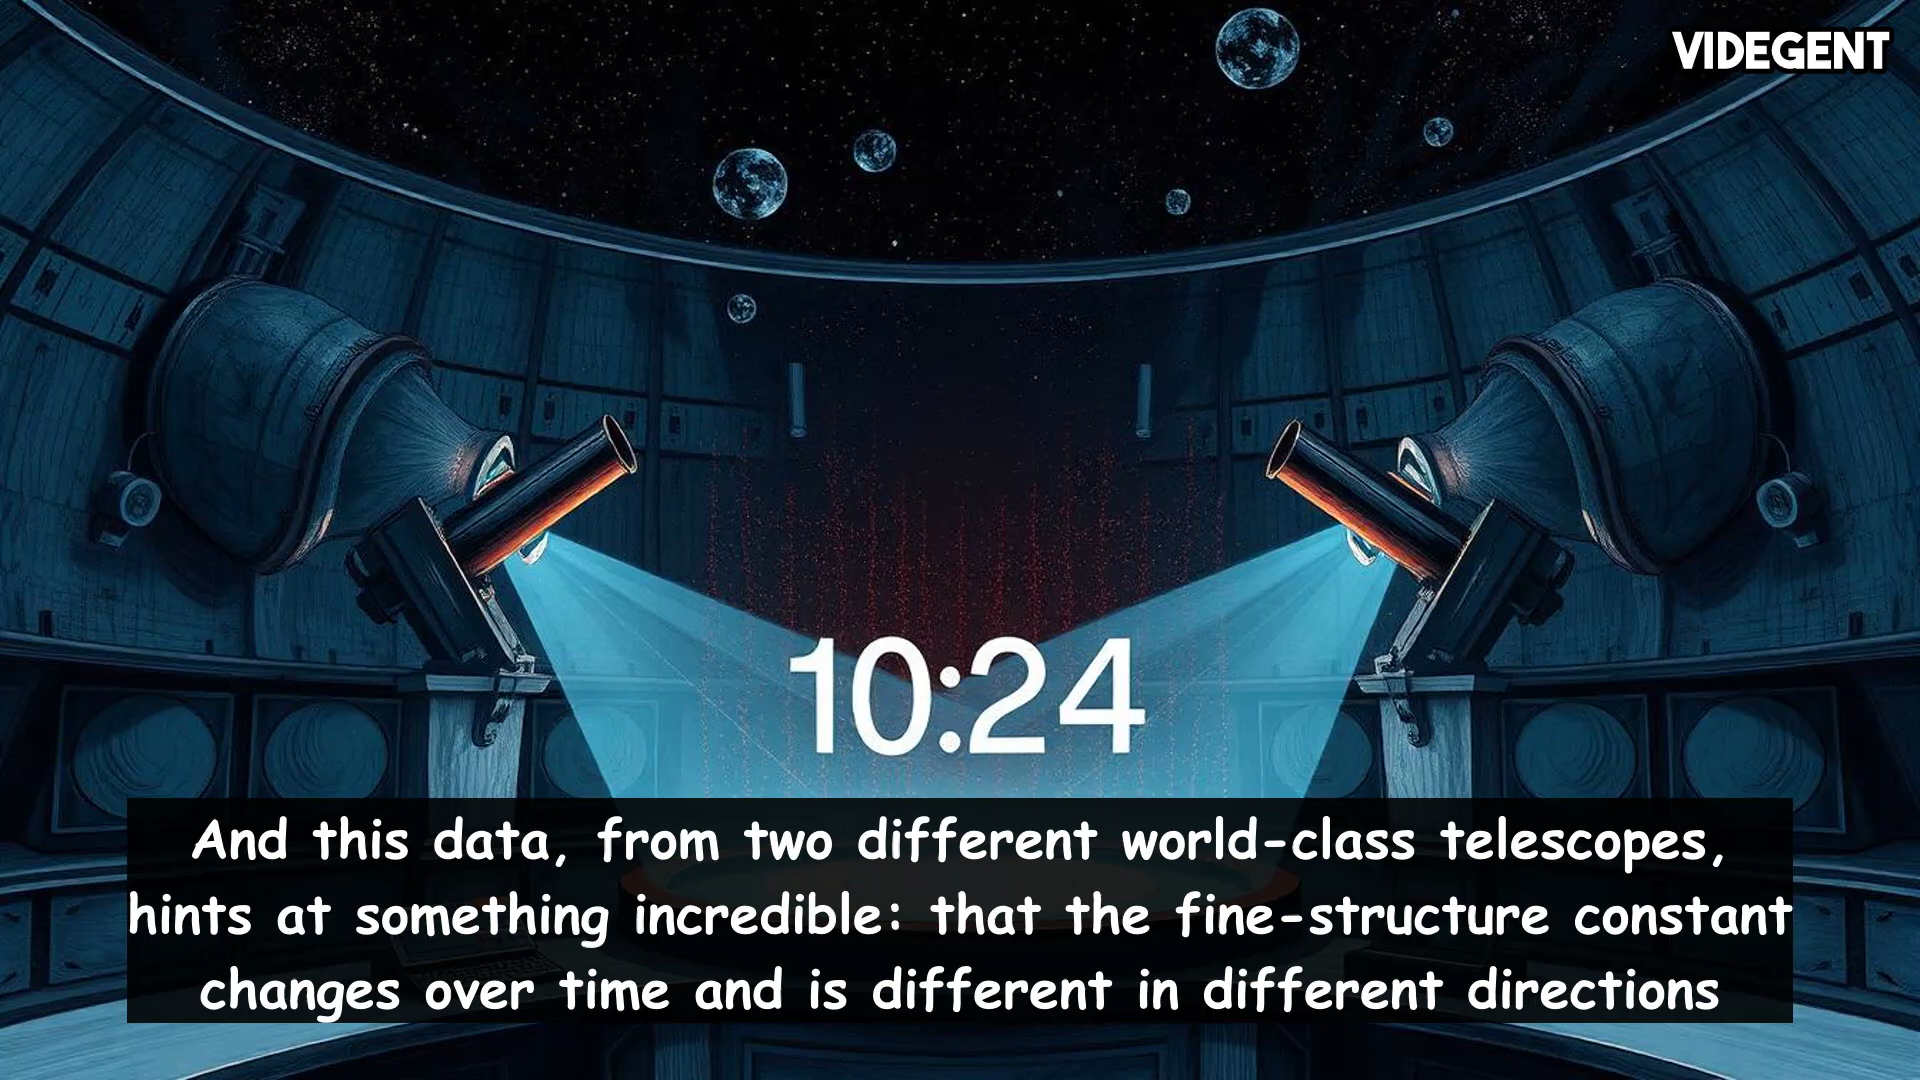 VIDEGENT
10:24
And this data, from two different world-class telescopes,
hints at something incredible: that the fine-structure constant
changes over time and is different in different directions